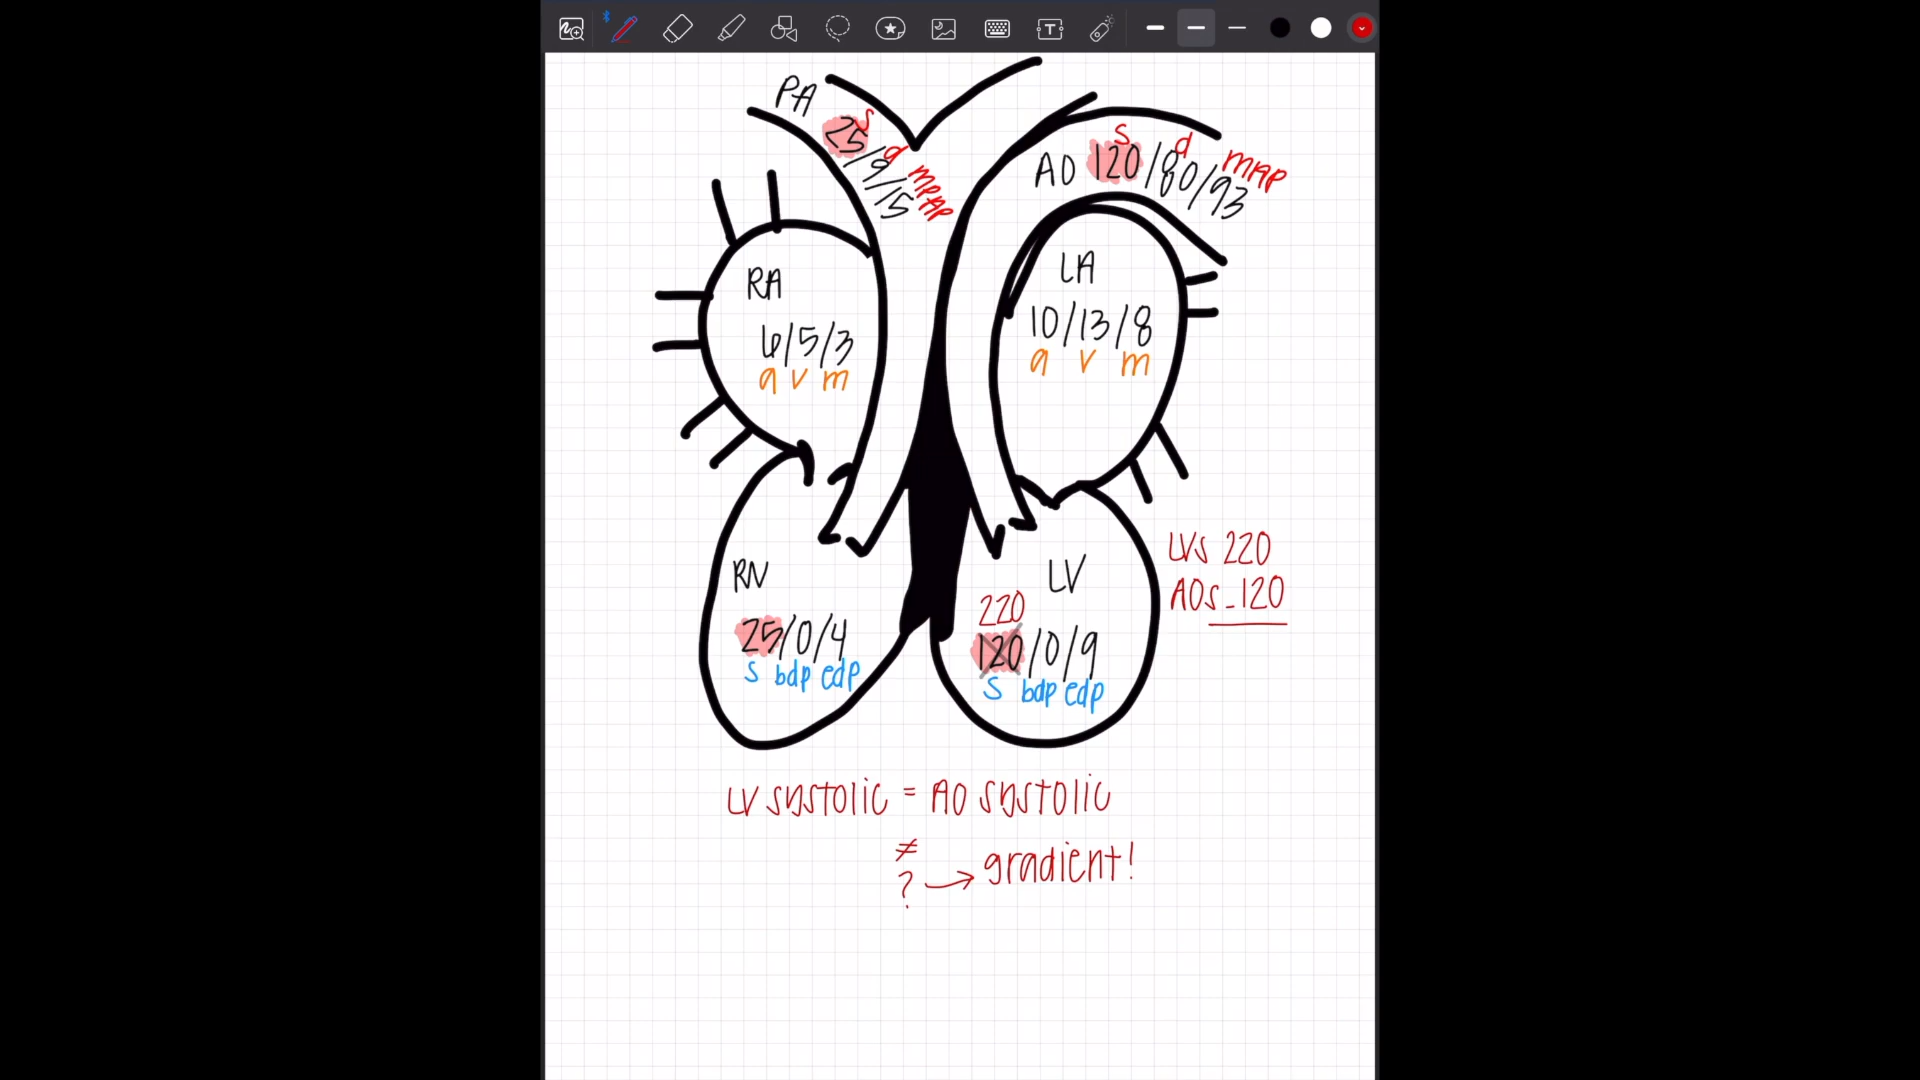 PA
25/9/15
s d MPAP
AO 120/80/93
s d MAP
RA
6/5/3
a v m
LA
10/13/8
a v m
RV
25/0/4
s bdp edp
LV
220
120/0/9
s bdp edp
LVs 220
AOs -120
LV systolic = AO systolic
≠
? → gradient!